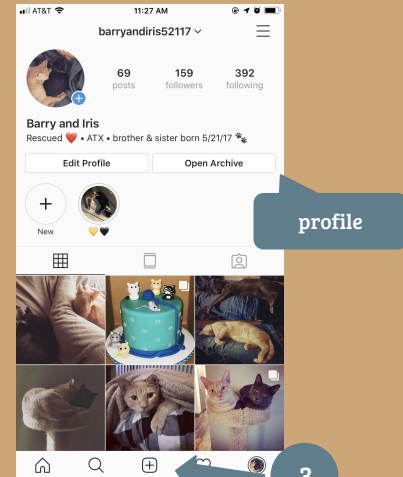 AT&T 11:27 AM
barryandiris52117
69 159 392
posts followers following
Barry and Iris
Rescued ❤️ • ATX • brother & sister born 5/21/17 🐾
Edit Profile Open Archive
profile
New 💛🖤
3